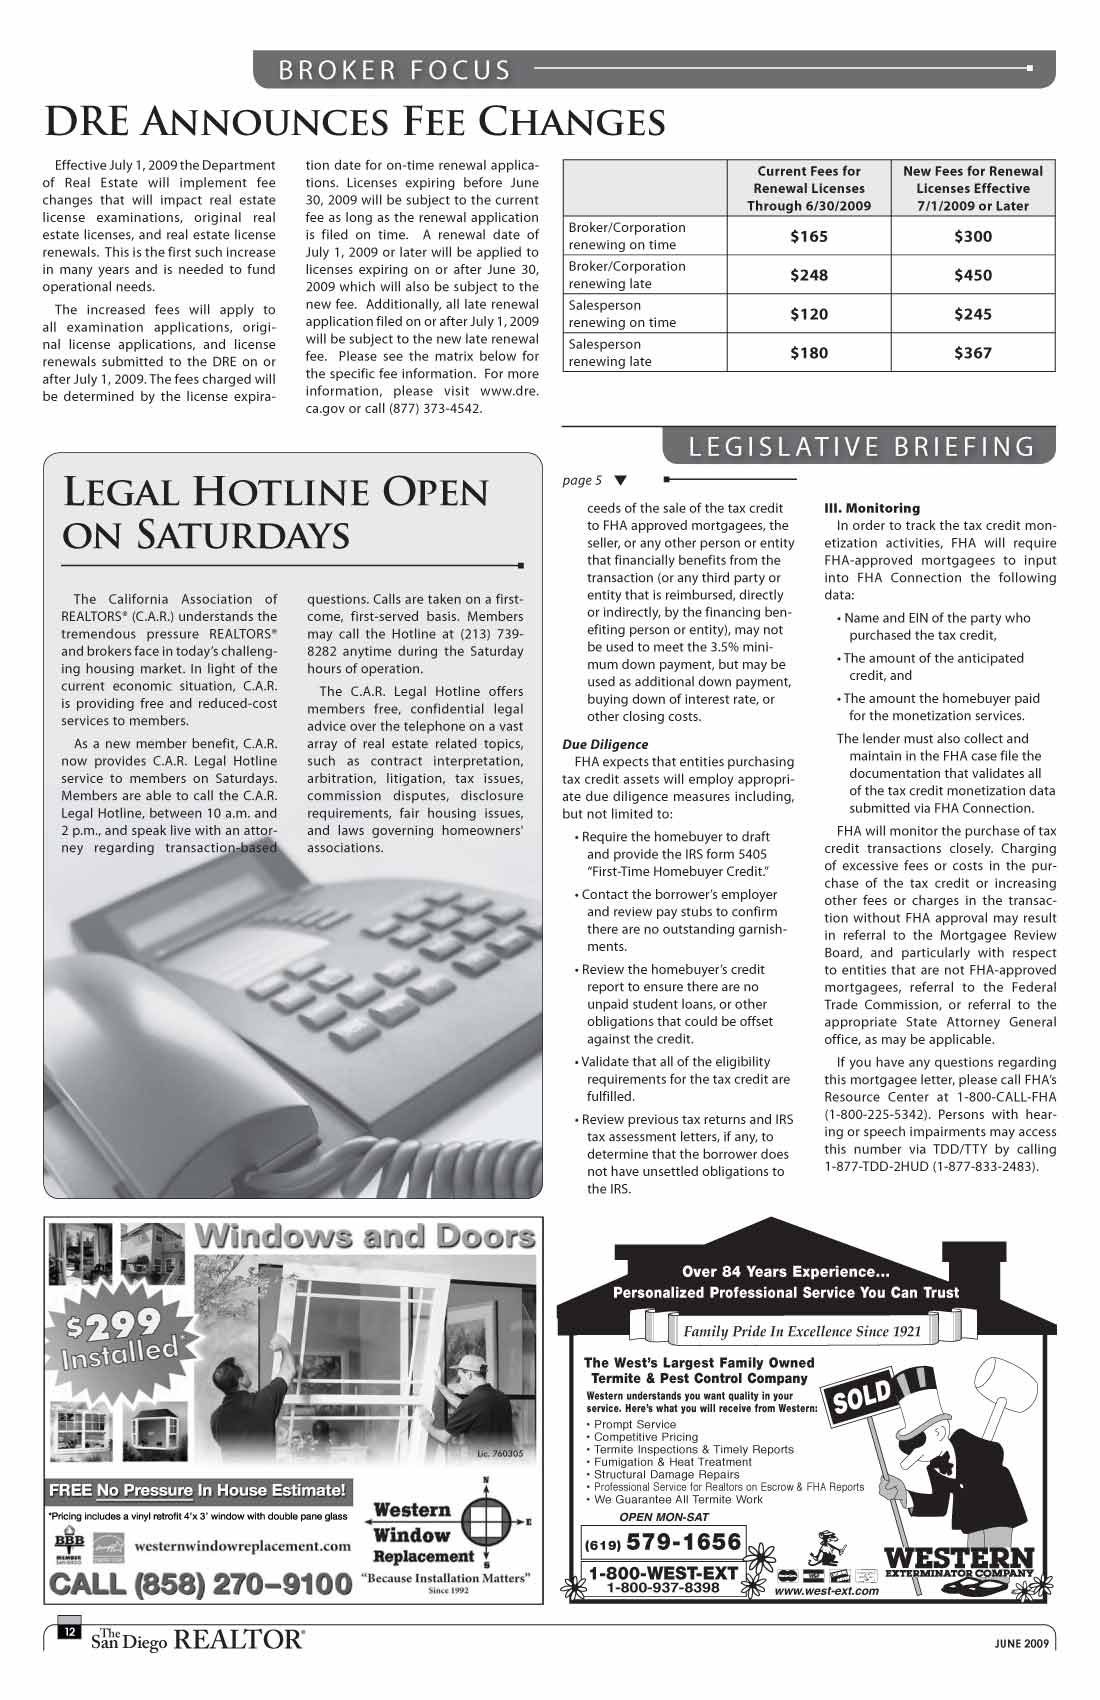 BROKER FOCUS
DRE Announces Fee Changes
Effective July 1, 2009 the Department
of Real Estate will implement fee
changes that will impact real estate
license examinations, original real
estate licenses, and real estate license
renewals. This is the first such increase
in many years and is needed to fund
operational needs.
The increased fees will apply to
all examination applications, origi-
nal license applications, and license
renewals submitted to the DRE on or
after July 1, 2009. The fees charged will
be determined by the license expira-
tion date for on-time renewal applica-
tions. Licenses expiring before June
30, 2009 will be subject to the current
fee as long as the renewal application
is filed on time. A renewal date of
July 1, 2009 or later will be applied to
licenses expiring on or after June 30,
2009 which will also be subject to the
new fee. Additionally, all late renewal
application filed on or after July 1, 2009
will be subject to the new late renewal
fee. Please see the matrix below for
the specific fee information. For more
information, please visit www.dre.
ca.gov or call (877) 373-4542.
Current Fees for
Renewal Licenses
Through 6/30/2009
New Fees for Renewal
Licenses Effective
7/1/2009 or Later
Broker/Corporation
renewing on time
$165
$300
Broker/Corporation
renewing late
$248
$450
Salesperson
renewing on time
$120
$245
Salesperson
renewing late
$180
$367
Legal Hotline Open
on Saturdays
The California Association of
REALTORS® (C.A.R.) understands the
tremendous pressure REALTORS®
and brokers face in today's challeng-
ing housing market. In light of the
current economic situation, C.A.R.
is providing free and reduced-cost
services to members.
As a new member benefit, C.A.R.
now provides C.A.R. Legal Hotline
service to members on Saturdays.
Members are able to call the C.A.R.
Legal Hotline, between 10 a.m. and
2 p.m., and speak live with an attor-
ney regarding transaction-based
questions. Calls are taken on a first-
come, first-served basis. Members
may call the Hotline at (213) 739-
8282 anytime during the Saturday
hours of operation.
The C.A.R. Legal Hotline offers
members free, confidential legal
advice over the telephone on a vast
array of real estate related topics,
such as contract interpretation,
arbitration, litigation, tax issues,
commission disputes, disclosure
requirements, fair housing issues,
and laws governing homeowners'
associations.
LEGISLATIVE BRIEFING
page 5 ▼
ceeds of the sale of the tax credit
to FHA approved mortgagees, the
seller, or any other person or entity
that financially benefits from the
transaction (or any third party or
entity that is reimbursed, directly
or indirectly, by the financing ben-
efiting person or entity), may not
be used to meet the 3.5% mini-
mum down payment, but may be
used as additional down payment,
buying down of interest rate, or
other closing costs.
Due Diligence
FHA expects that entities purchasing
tax credit assets will employ appropri-
ate due diligence measures including,
but not limited to:
• Require the homebuyer to draft
and provide the IRS form 5405
“First-Time Homebuyer Credit.”
• Contact the borrower's employer
and review pay stubs to confirm
there are no outstanding garnish-
ments.
• Review the homebuyer's credit
report to ensure there are no
unpaid student loans, or other
obligations that could be offset
against the credit.
• Validate that all of the eligibility
requirements for the tax credit are
fulfilled.
• Review previous tax returns and IRS
tax assessment letters, if any, to
determine that the borrower does
not have unsettled obligations to
the IRS.
III. Monitoring
In order to track the tax credit mon-
etization activities, FHA will require
FHA-approved mortgagees to input
into FHA Connection the following
data:
• Name and EIN of the party who
purchased the tax credit,
• The amount of the anticipated
credit, and
• The amount the homebuyer paid
for the monetization services.
The lender must also collect and
maintain in the FHA case file the
documentation that validates all
of the tax credit monetization data
submitted via FHA Connection.
FHA will monitor the purchase of tax
credit transactions closely. Charging
of excessive fees or costs in the pur-
chase of the tax credit or increasing
other fees or charges in the transac-
tion without FHA approval may result
in referral to the Mortgagee Review
Board, and particularly with respect
to entities that are not FHA-approved
mortgagees, referral to the Federal
Trade Commission, or referral to the
appropriate State Attorney General
office, as may be applicable.
If you have any questions regarding
this mortgagee letter, please call FHA's
Resource Center at 1-800-CALL-FHA
(1-800-225-5342). Persons with hear-
ing or speech impairments may access
this number via TDD/TTY by calling
1-877-TDD-2HUD (1-877-833-2483).
Windows and Doors
$299
Installed*
Lic. 760305
FREE No Pressure In House Estimate!
*Pricing includes a vinyl retrofit 4'x 3' window with double pane glass
BBB
MEMBER
westernwindowreplacement.com
CALL (858) 270-9100
Western
Window
Replacement
N
E
S
"Because Installation Matters"
Since 1992
Over 84 Years Experience...
Personalized Professional Service You Can Trust
Family Pride In Excellence Since 1921
The West's Largest Family Owned
Termite & Pest Control Company
Western understands you want quality in your
service. Here's what you will receive from Western:
• Prompt Service
• Competitive Pricing
• Termite Inspections & Timely Reports
• Fumigation & Heat Treatment
• Structural Damage Repairs
• Professional Service for Realtors on Escrow & FHA Reports
• We Guarantee All Termite Work
OPEN MON-SAT
(619) 579-1656
1-800-WEST-EXT
1-800-937-8398
www.west-ext.com
SOLD
WESTERN
EXTERMINATOR COMPANY
12
The San Diego REALTOR®
JUNE 2009